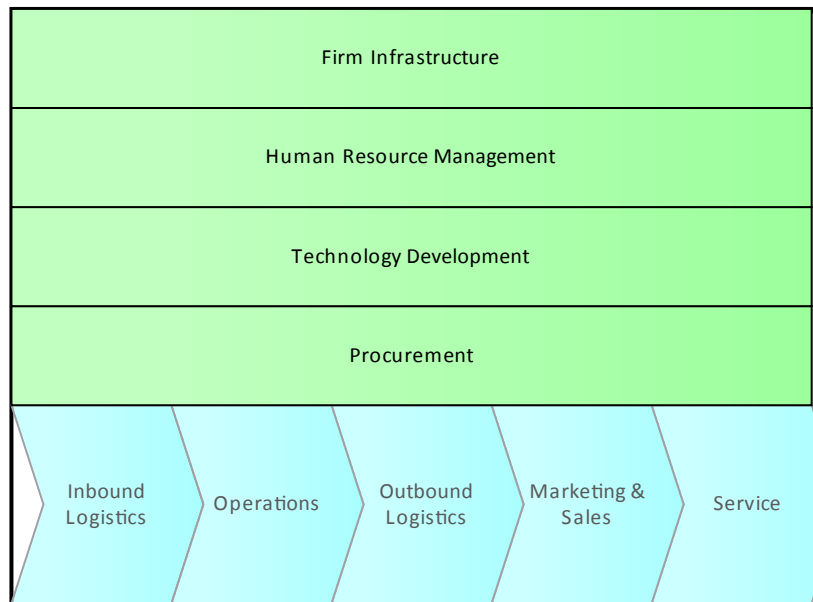 Firm Infrastructure
Human Resource Management
Technology Development
Procurement
Inbound
Logistics
Operations
Outbound
Logistics
Marketing &
Sales
Service